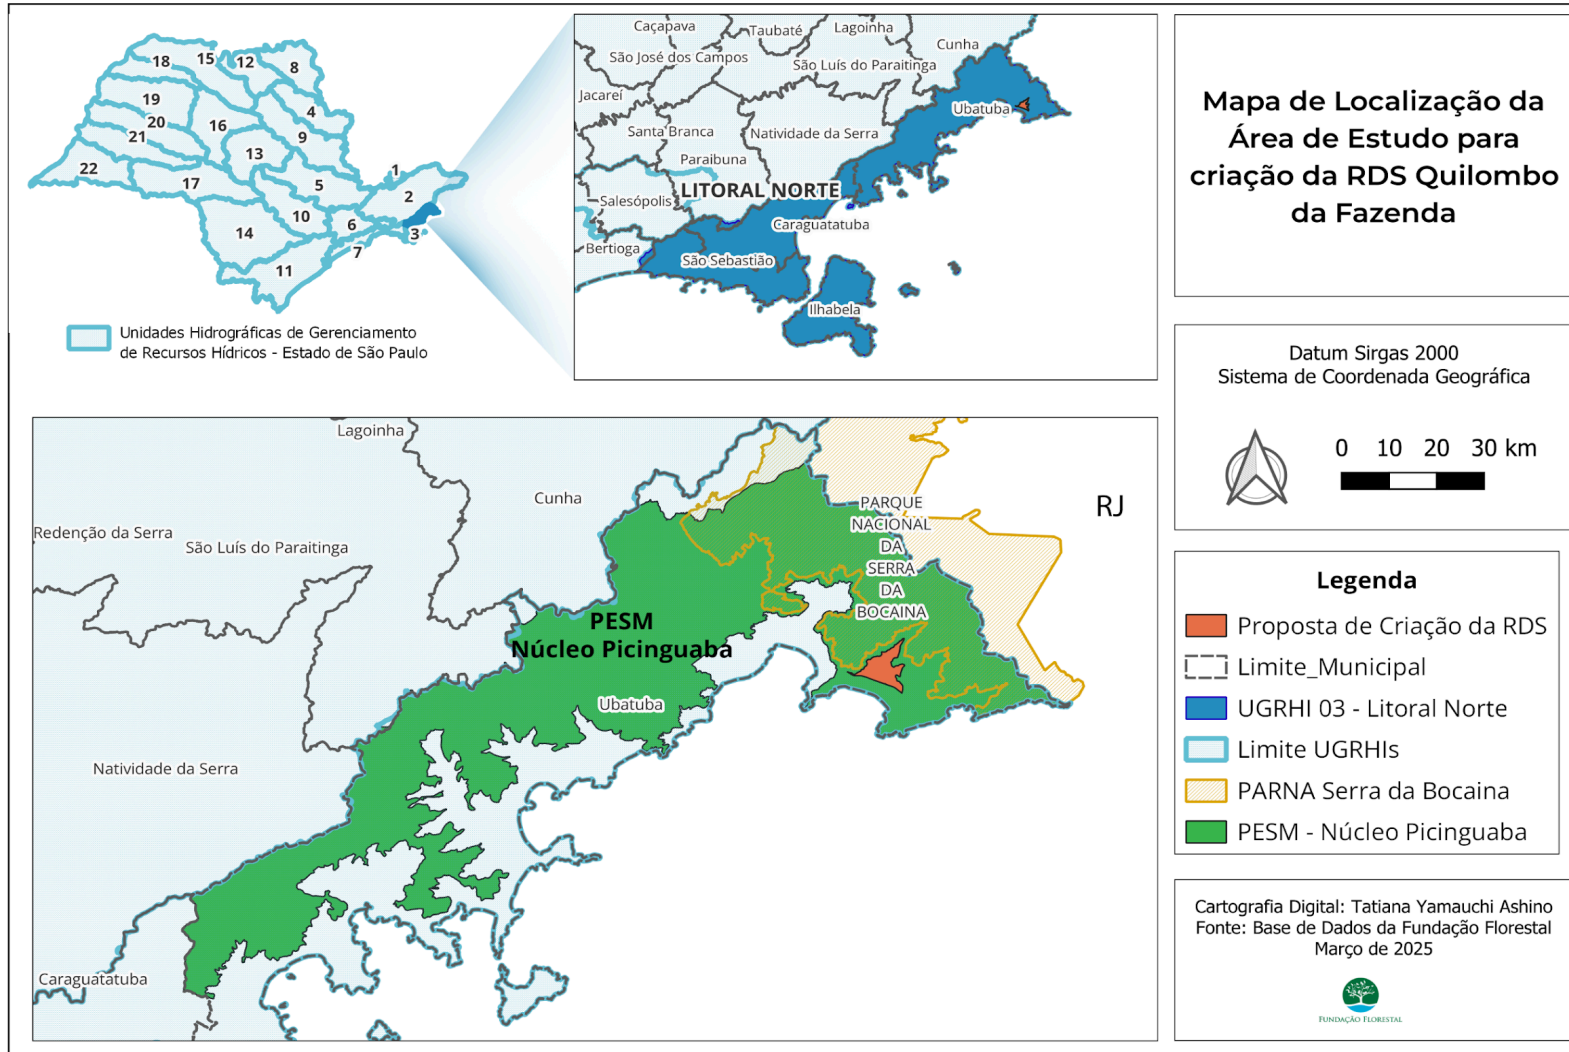 18
15
12
8
19
4
20
16
9
21
13
22
17
5
1
2
10
6
14
3
7
11
Unidades Hidrográficas de Gerenciamento
de Recursos Hídricos - Estado de São Paulo
Caçapava
Taubaté
Lagoinha
Cunha
São José dos Campos
São Luís do Paraitinga
Jacareí
Ubatuba
Santa Branca
Natividade da Serra
Paraibuna
LITORAL NORTE
Salesópolis
Caraguatatuba
Bertioga
São Sebastião
Ilhabela
Mapa de Localização da
Área de Estudo para
criação da RDS Quilombo
da Fazenda
Datum Sirgas 2000
Sistema de Coordenada Geográfica
0 10 20 30 km
Lagoinha
Cunha
Redenção da Serra
São Luís do Paraitinga
RJ
PARQUE
NACIONAL
DA
SERRA
DA
BOCAINA
PESM
Núcleo Picinguaba
Ubatuba
Natividade da Serra
Caraguatatuba
Legenda
Proposta de Criação da RDS
Limite_Municipal
UGRHI 03 - Litoral Norte
Limite UGRHIs
PARNA Serra da Bocaina
PESM - Núcleo Picinguaba
Cartografia Digital: Tatiana Yamauchi Ashino
Fonte: Base de Dados da Fundação Florestal
Março de 2025
FUNDAÇÃO FLORESTAL